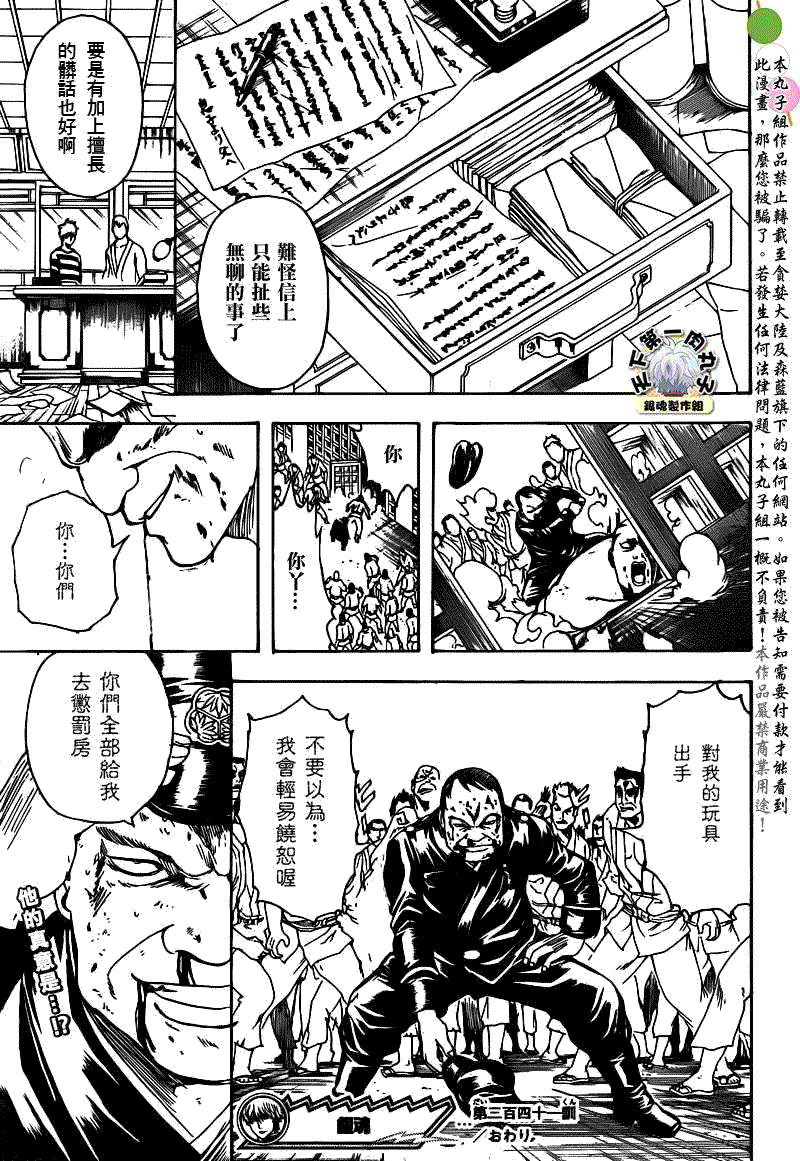 難怪信上
只能扯些
無聊的事了
要是有加上擅長
的髒話也好啊
你
你丫…
你…你們
對我的玩具
出手
不要以為…
我會輕易饒恕喔
你們全部給我
去懲罰房
他的真意是…!?
銀魂
第三百四十一訓
おわり
天下第一肉丸子
銀魂製作組
本丸子組作品禁止轉載至貪婪大陸及森藍旗下的任何網站。如果您被告知需要付款才能看到
此漫畫，那麼您被騙了。若發生任何法律問題，本丸子組一概不負責！本作品嚴禁商業用途！